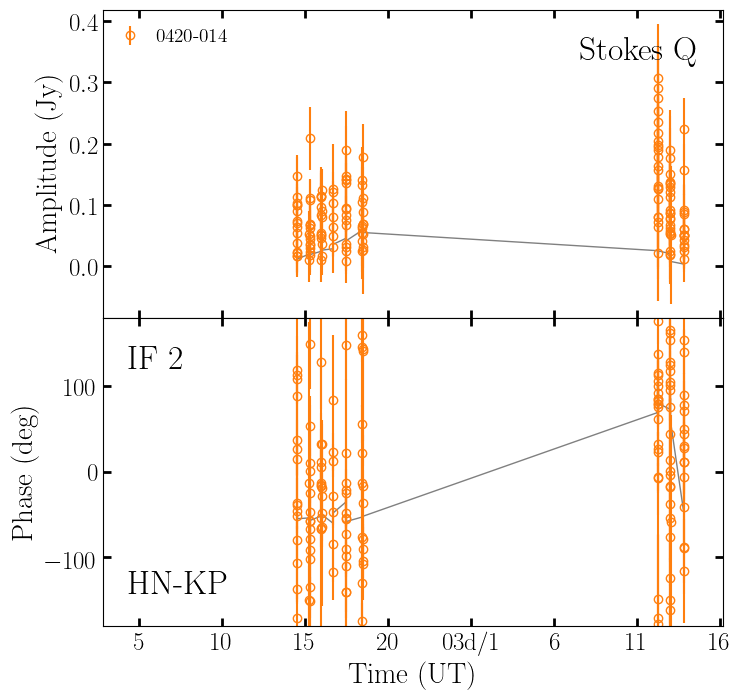 0420-014
Stokes Q
Amplitude (Jy)
0.4
0.3
0.2
0.1
0.0
IF 2
HN-KP
Phase (deg)
100
0
−100
5 10 15 20 03d/1 6 11 16
Time (UT)